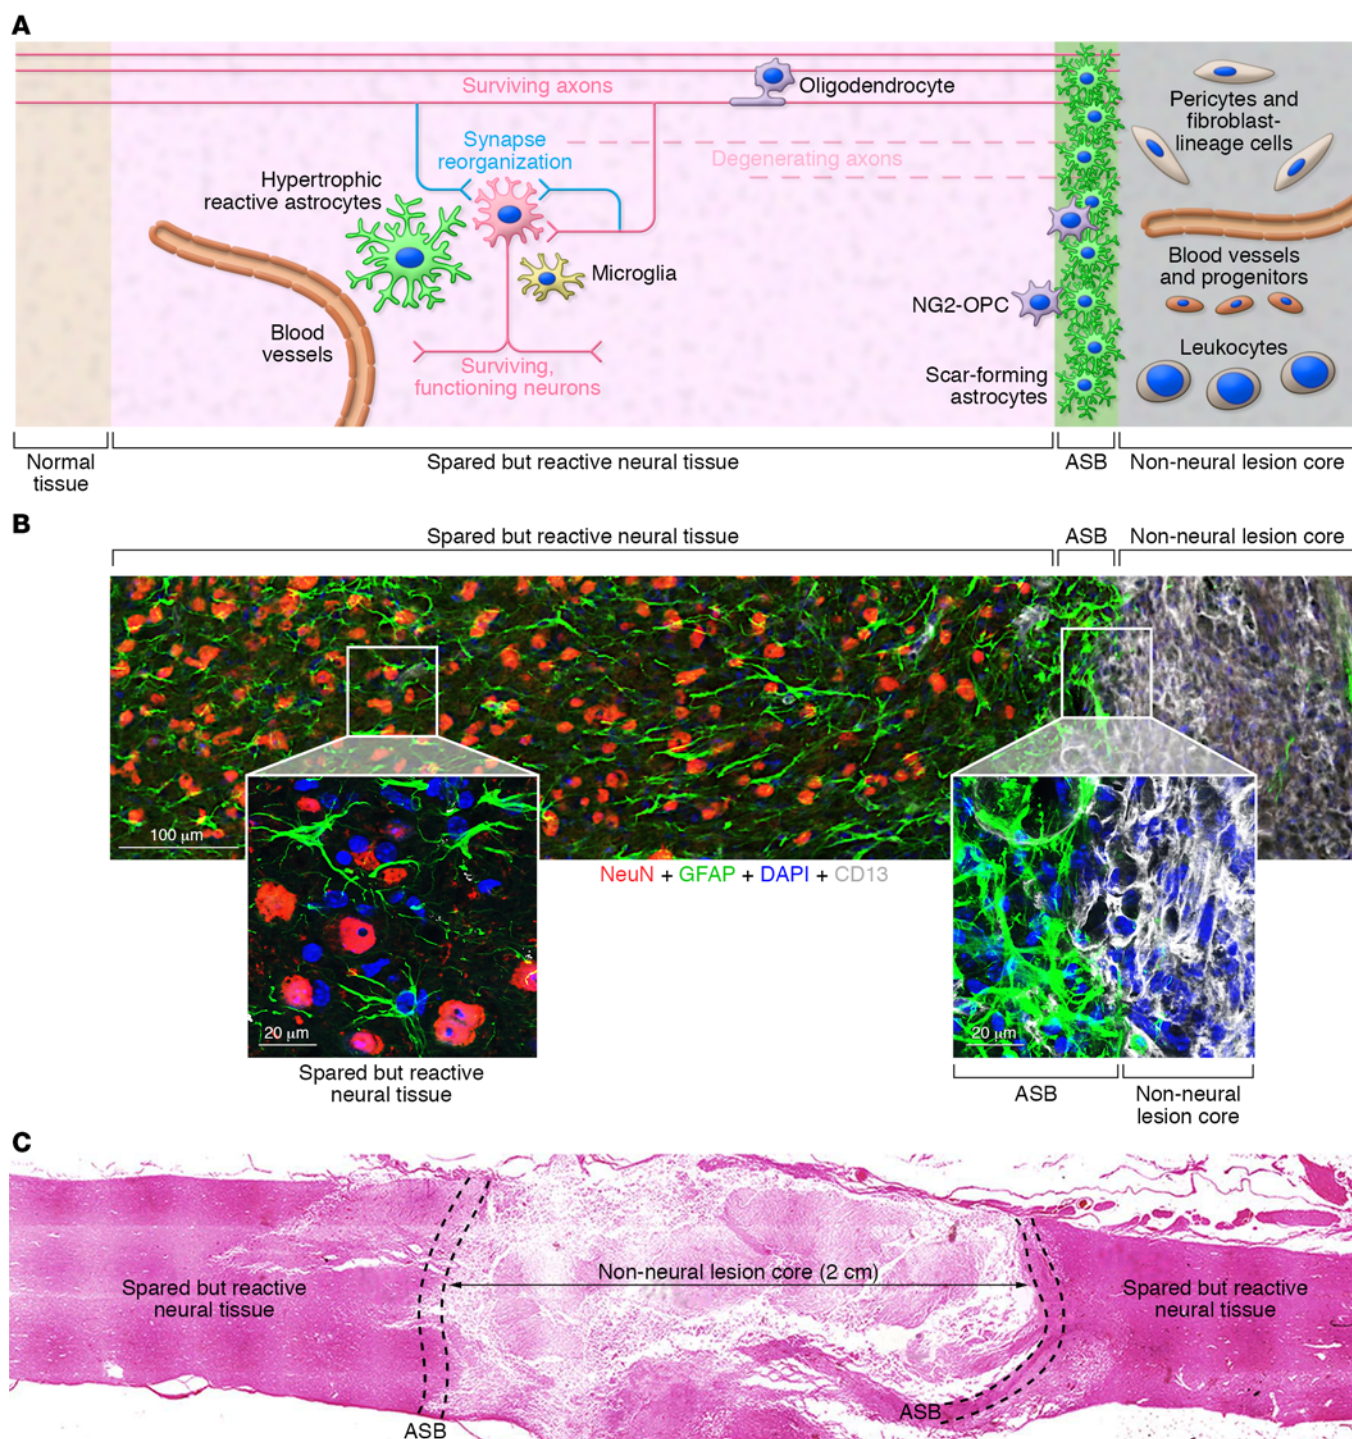 A
Surviving axons
Oligodendrocyte
Pericytes and
fibroblast-
lineage cells
Synapse
reorganization
Degenerating axons
Hypertrophic
reactive astrocytes
Microglia
Blood vessels
and progenitors
NG2-OPC
Blood
vessels
Leukocytes
Surviving,
functioning neurons
Scar-forming
astrocytes
Normal
tissue
Spared but reactive neural tissue
ASB
Non-neural lesion core
B
Spared but reactive neural tissue
ASB
Non-neural lesion core
100 μm
NeuN + GFAP + DAPI + CD13
20 μm
20 μm
Spared but reactive
neural tissue
ASB
Non-neural
lesion core
C
Non-neural lesion core (2 cm)
Spared but reactive
neural tissue
Spared but reactive
neural tissue
ASB
ASB